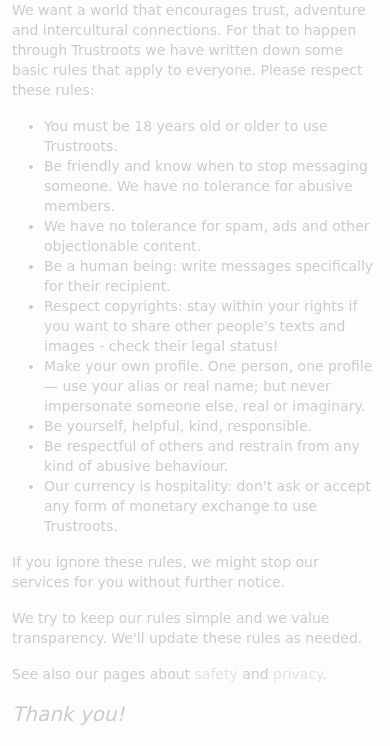 We want a world that encourages trust, adventure
and intercultural connections. For that to happen
through Trustroots we have written down some
basic rules that apply to everyone. Please respect
these rules:
• You must be 18 years old or older to use
Trustroots.
• Be friendly and know when to stop messaging
someone. We have no tolerance for abusive
members.
• We have no tolerance for spam, ads and other
objectionable content.
• Be a human being: write messages specifically
for their recipient.
• Respect copyrights: stay within your rights if
you want to share other people's texts and
images - check their legal status!
• Make your own profile. One person, one profile
— use your alias or real name; but never
impersonate someone else, real or imaginary.
• Be yourself, helpful, kind, responsible.
• Be respectful of others and restrain from any
kind of abusive behaviour.
• Our currency is hospitality: don't ask or accept
any form of monetary exchange to use
Trustroots.
If you ignore these rules, we might stop our
services for you without further notice.
We try to keep our rules simple and we value
transparency. We'll update these rules as needed.
See also our pages about safety and privacy.
Thank you!